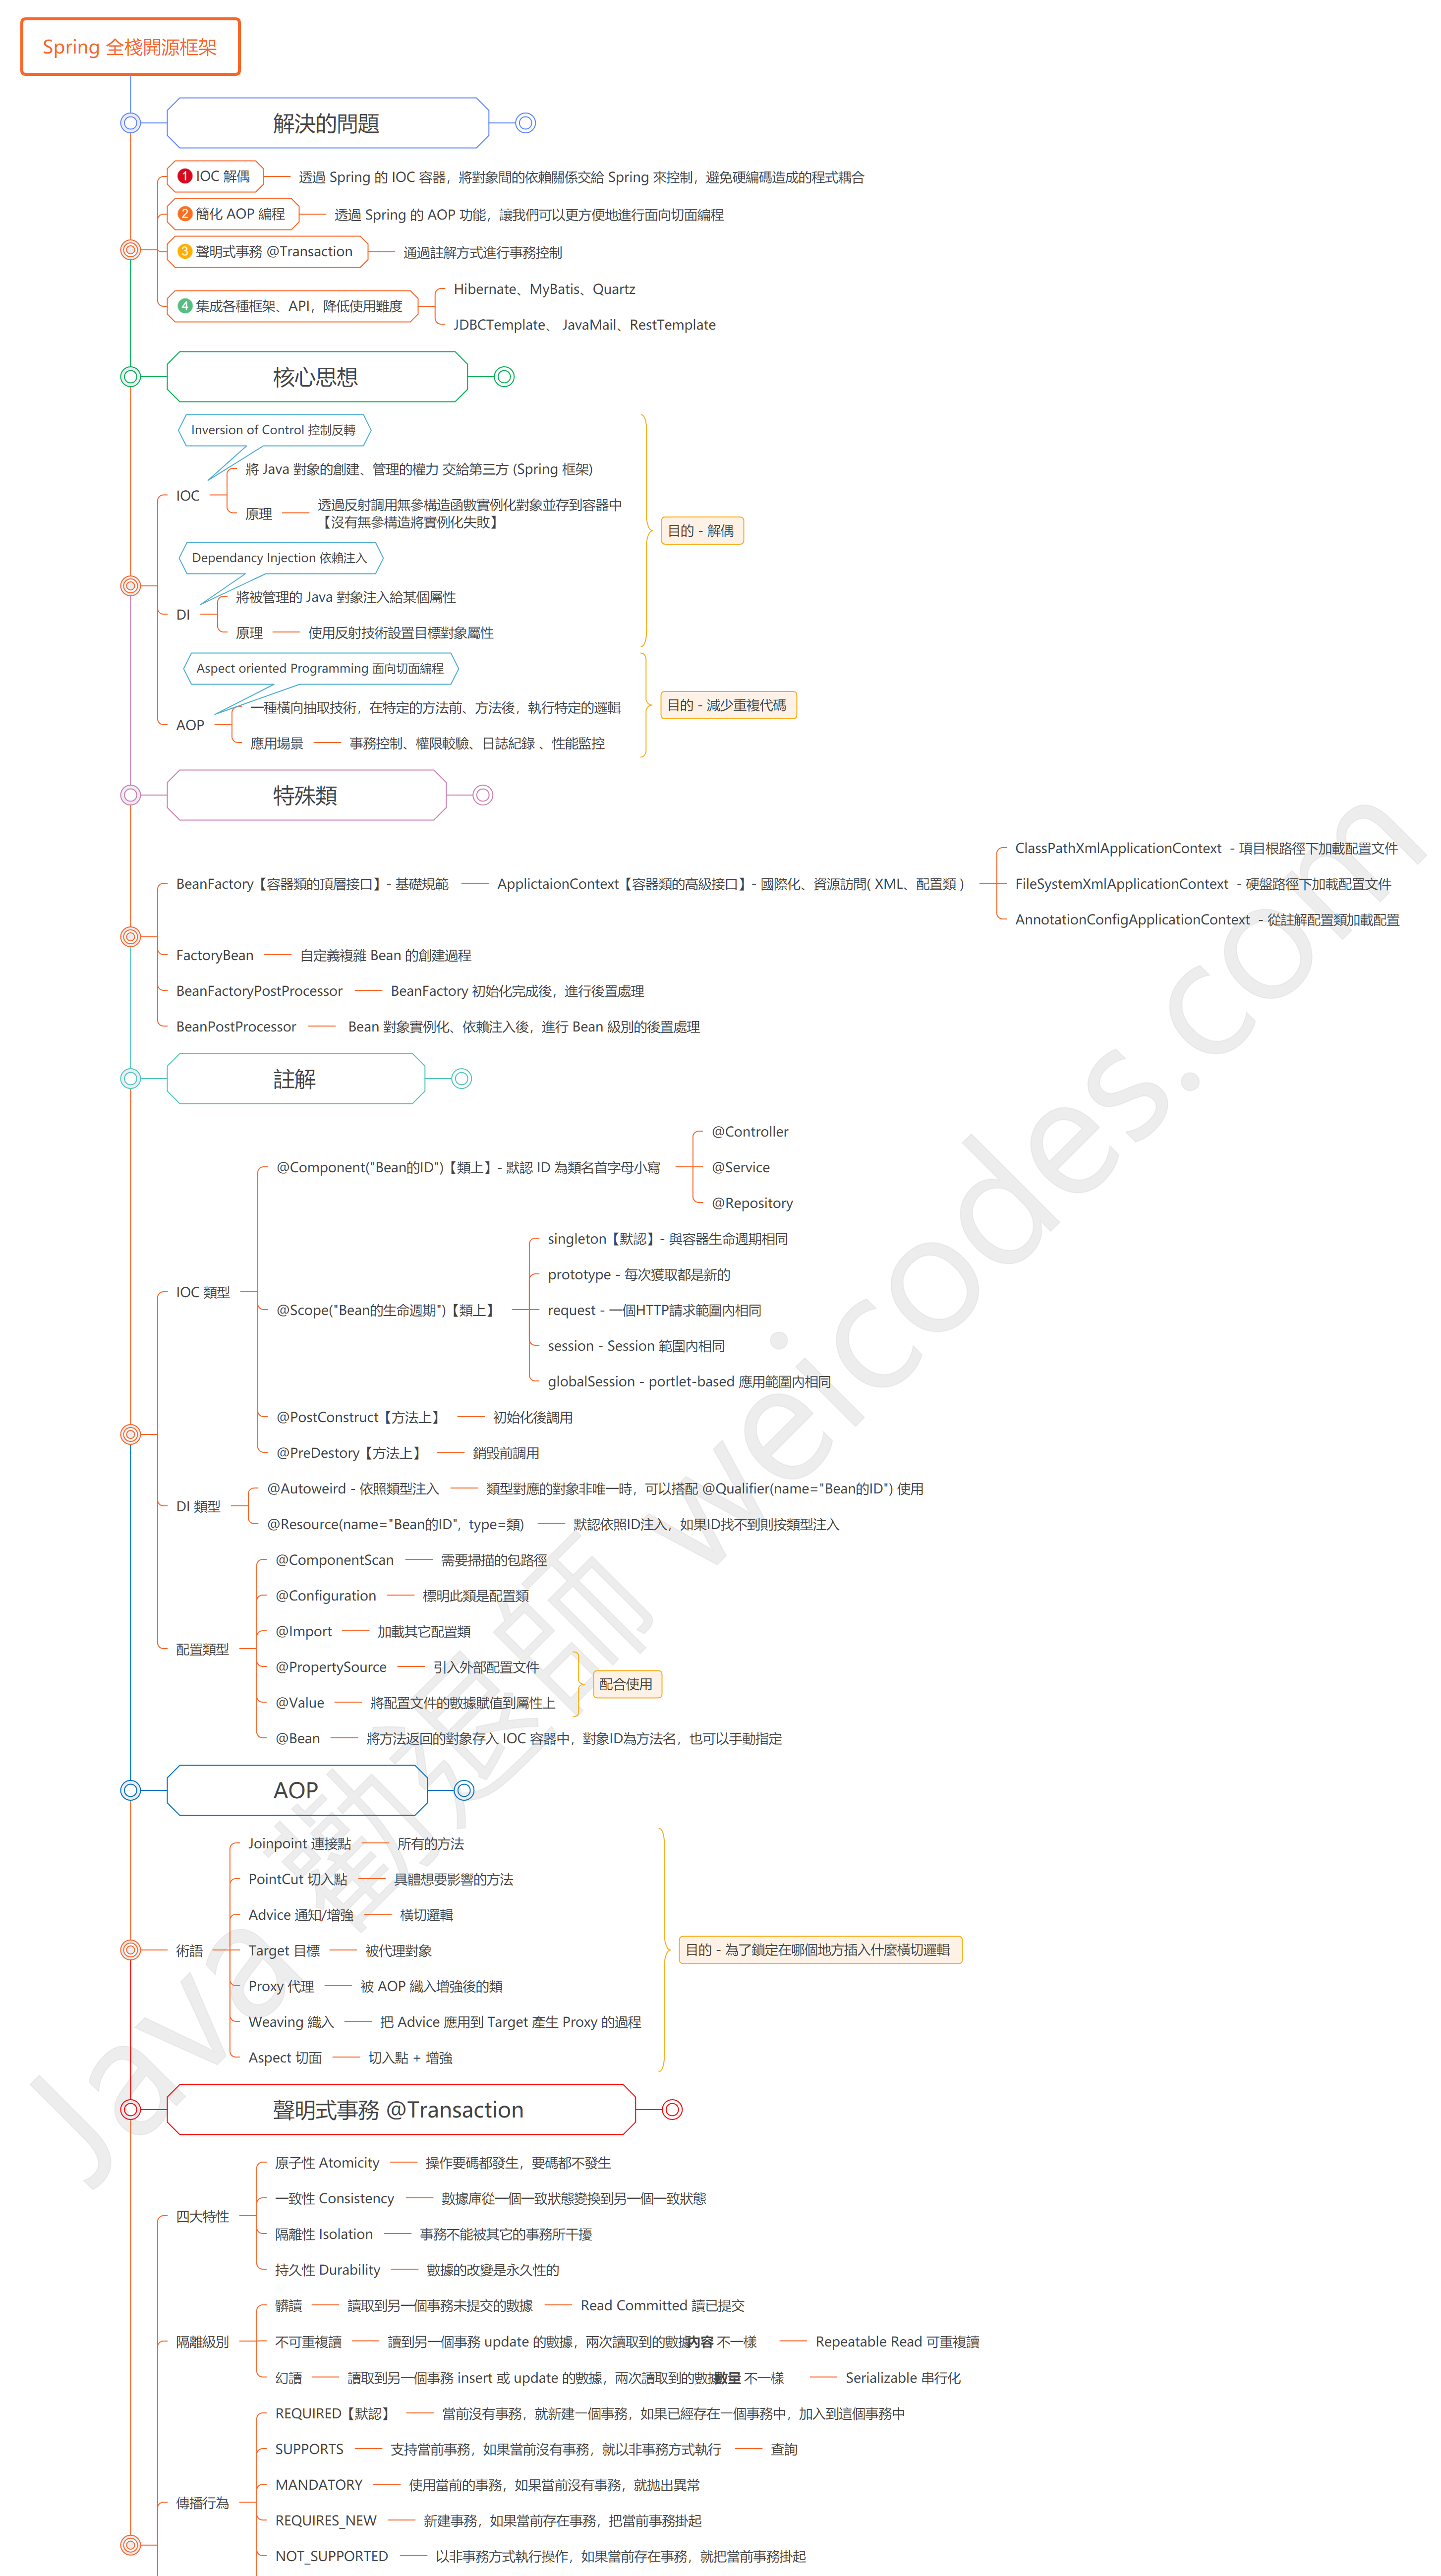 Spring 全棧開源框架
解決的問題
1 IOC 解偶
透過 Spring 的 IOC 容器，將對象間的依賴關係交給 Spring 來控制，避免硬編碼造成的程式耦合
2 簡化 AOP 編程
透過 Spring 的 AOP 功能，讓我們可以更方便地進行面向切面編程
3 聲明式事務 @Transaction
通過註解方式進行事務控制
4 集成各種框架、API，降低使用難度
Hibernate、MyBatis、Quartz
JDBCTemplate、 JavaMail、RestTemplate
核心思想
Inversion of Control 控制反轉
IOC
將 Java 對象的創建、管理的權力 交給第三方 (Spring 框架)
原理
透過反射調用無參構造函數實例化對象並存到容器中
【沒有無參構造將實例化失敗】
Dependancy Injection 依賴注入
DI
將被管理的 Java 對象注入給某個屬性
原理
使用反射技術設置目標對象屬性
目的 - 解偶
Aspect oriented Programming 面向切面編程
AOP
一種橫向抽取技術，在特定的方法前、方法後，執行特定的邏輯
應用場景
事務控制、權限較驗、日誌紀錄 、性能監控
目的 - 減少重複代碼
特殊類
BeanFactory【容器類的頂層接口】- 基礎規範
ApplictaionContext【容器類的高級接口】- 國際化、資源訪問( XML、配置類 )
ClassPathXmlApplicationContext - 項目根路徑下加載配置文件
FileSystemXmlApplicationContext - 硬盤路徑下加載配置文件
AnnotationConfigApplicationContext - 從註解配置類加載配置
FactoryBean
自定義複雜 Bean 的創建過程
BeanFactoryPostProcessor
BeanFactory 初始化完成後，進行後置處理
BeanPostProcessor
Bean 對象實例化、依賴注入後，進行 Bean 級別的後置處理
註解
IOC 類型
@Component("Bean的ID")【類上】- 默認 ID 為類名首字母小寫
@Controller
@Service
@Repository
@Scope("Bean的生命週期")【類上】
singleton【默認】- 與容器生命週期相同
prototype - 每次獲取都是新的
request - 一個HTTP請求範圍內相同
session - Session 範圍內相同
globalSession - portlet-based 應用範圍內相同
@PostConstruct【方法上】
初始化後調用
@PreDestory【方法上】
銷毀前調用
DI 類型
@Autoweird - 依照類型注入
類型對應的對象非唯一時，可以搭配 @Qualifier(name="Bean的ID") 使用
@Resource(name="Bean的ID"，type=類)
默認依照ID注入，如果ID找不到則按類型注入
配置類型
@ComponentScan
需要掃描的包路徑
@Configuration
標明此類是配置類
@Import
加載其它配置類
@PropertySource
引入外部配置文件
@Value
將配置文件的數據賦值到屬性上
配合使用
@Bean
將方法返回的對象存入 IOC 容器中，對象ID為方法名，也可以手動指定
AOP
術語
Joinpoint 連接點
所有的方法
PointCut 切入點
具體想要影響的方法
Advice 通知/增強
橫切邏輯
Target 目標
被代理對象
Proxy 代理
被 AOP 織入增強後的類
Weaving 織入
把 Advice 應用到 Target 產生 Proxy 的過程
Aspect 切面
切入點 + 增強
目的 - 為了鎖定在哪個地方插入什麼橫切邏輯
聲明式事務 @Transaction
四大特性
原子性 Atomicity
操作要碼都發生，要碼都不發生
一致性 Consistency
數據庫從一個一致狀態變換到另一個一致狀態
隔離性 Isolation
事務不能被其它的事務所干擾
持久性 Durability
數據的改變是永久性的
隔離級別
髒讀
讀取到另一個事務未提交的數據
Read Committed 讀已提交
不可重複讀
讀到另一個事務 update 的數據，兩次讀取到的數據內容 不一樣
Repeatable Read 可重複讀
幻讀
讀取到另一個事務 insert 或 update 的數據，兩次讀取到的數據數量 不一樣
Serializable 串行化
傳播行為
REQUIRED【默認】
當前沒有事務，就新建一個事務，如果已經存在一個事務中，加入到這個事務中
SUPPORTS
支持當前事務，如果當前沒有事務，就以非事務方式執行
查詢
MANDATORY
使用當前的事務，如果當前沒有事務，就拋出異常
REQUIRES_NEW
新建事務，如果當前存在事務，把當前事務掛起
NOT_SUPPORTED
以非事務方式執行操作，如果當前存在事務，就把當前事務掛起
Java 勸退師 weicodes.com